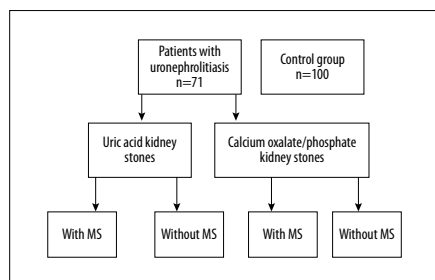 Patients with
uronephrolitiasis
n=71
Control group
n=100
Uric acid kidney
stones
Calcium oxalate/phosphate
kidney stones
With MS
Without MS
With MS
Without MS